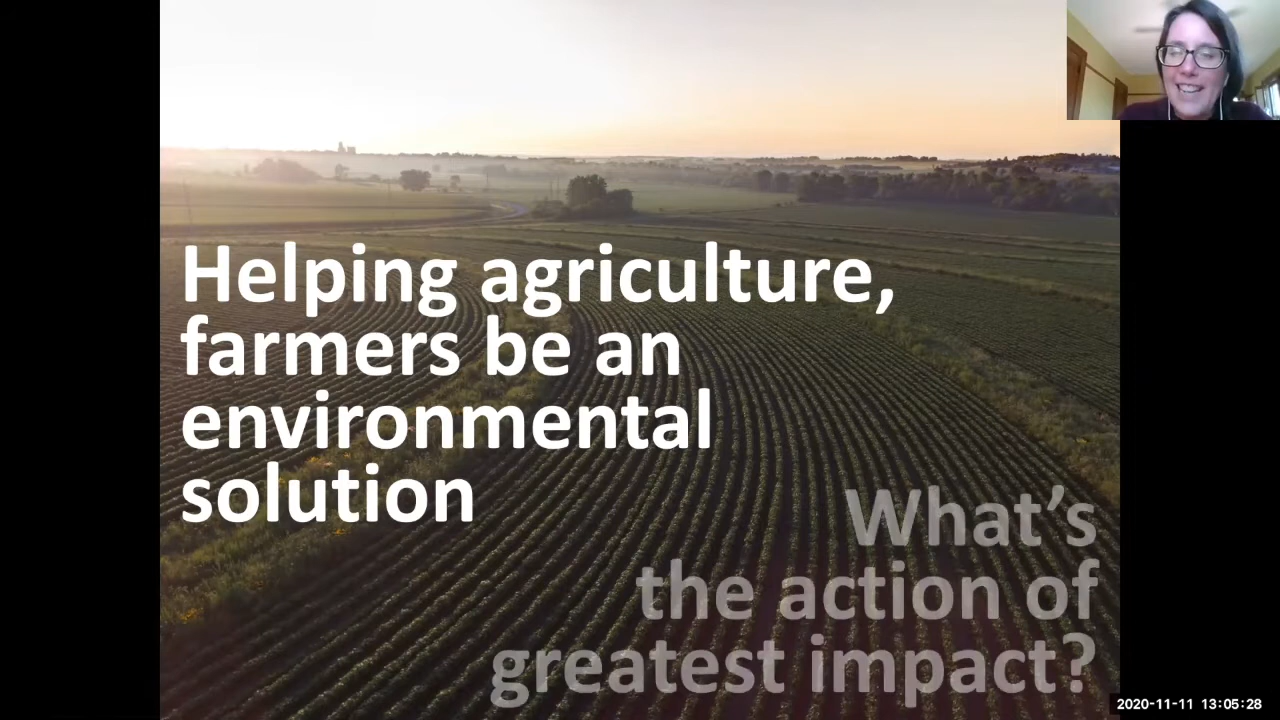 Helping agriculture,
farmers be an
environmental
solution
What’s
the action of
greatest impact?
2020-11-11 13:05:28